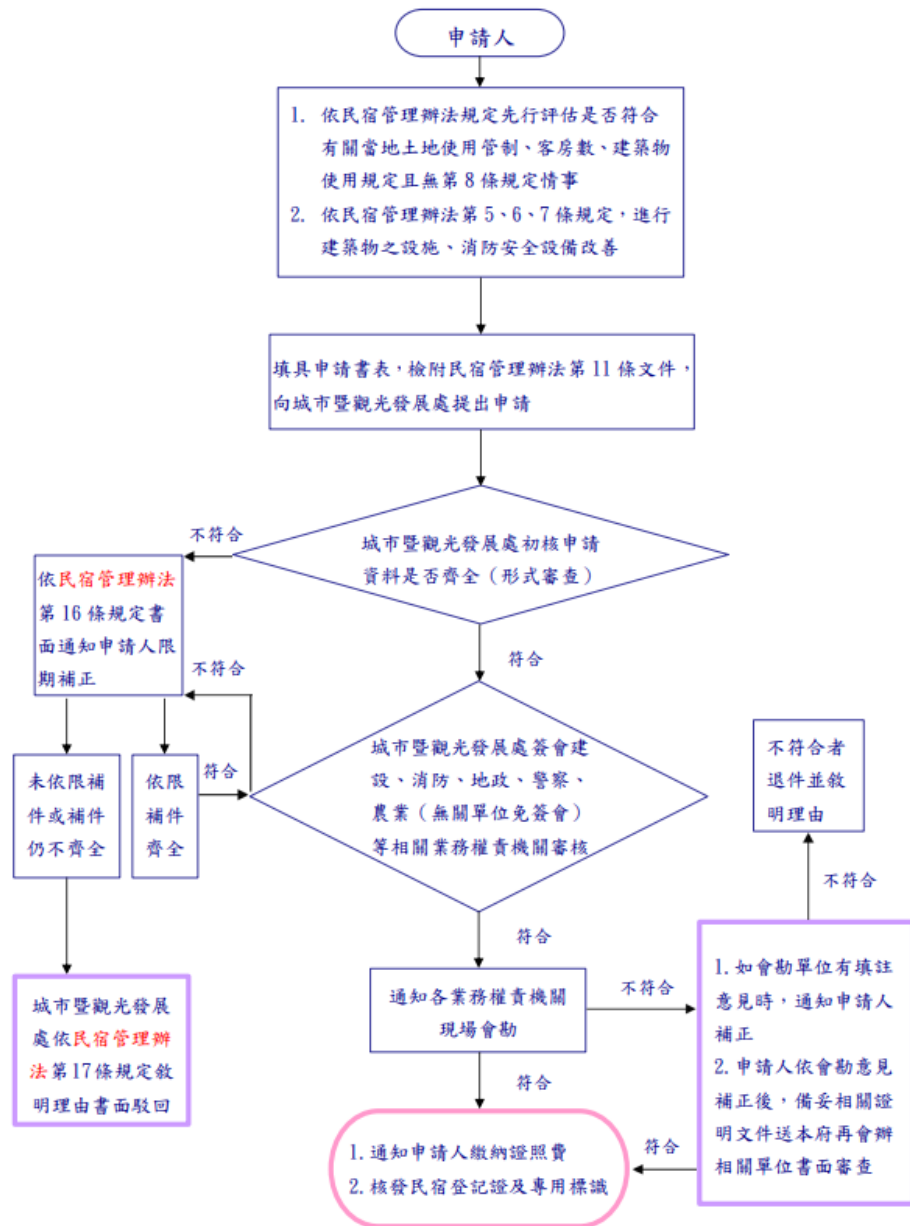 申請人
1. 依民宿管理辦法規定先行評估是否符合
有關當地土地使用管制、客房數、建築物
使用規定且無第 8 條規定情事
2. 依民宿管理辦法第 5、6、7 條規定，進行
建築物之設施、消防安全設備改善
填具申請書表，檢附民宿管理辦法第 11 條文件，
向城市暨觀光發展處提出申請
城市暨觀光發展處初核申請
資料是否齊全（形式審查）
不符合
依民宿管理辦法
第 16 條規定書
面通知申請人限
期補正
符合
不符合
城市暨觀光發展處簽會建
設、消防、地政、警察、
農業（無關單位免簽會）
等相關業務權責機關審核
未依限補
件或補件
仍不齊全
依限
補件
齊全
符合
城市暨觀光發展
處依民宿管理辦
法第17條規定敘
明理由書面駁回
符合
通知各業務權責機關
現場會勘
不符合
1. 如會勘單位有填註
意見時，通知申請人
補正
2. 申請人依會勘意見
補正後，備妥相關證
明文件送本府再會辦
相關單位書面審查
不符合
不符合者
退件並敘
明理由
符合
符合
1. 通知申請人繳納證照費
2. 核發民宿登記證及專用標識